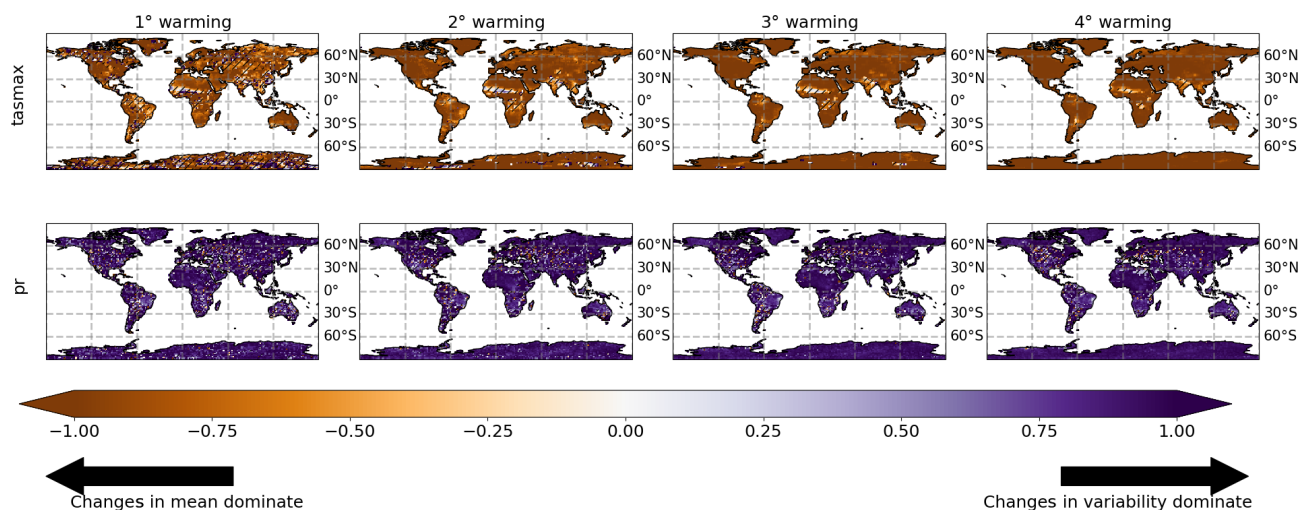 1° warming 2° warming 3° warming 4° warming
tasmax
60°N 60°N 60°N 60°N
30°N 30°N 30°N 30°N
0° 0° 0° 0°
30°S 30°S 30°S 30°S
60°S 60°S 60°S 60°S
pr
60°N 60°N 60°N 60°N
30°N 30°N 30°N 30°N
0° 0° 0° 0°
30°S 30°S 30°S 30°S
60°S 60°S 60°S 60°S
−1.00 −0.75 −0.50 −0.25 0.00 0.25 0.50 0.75 1.00
Changes in mean dominate Changes in variability dominate